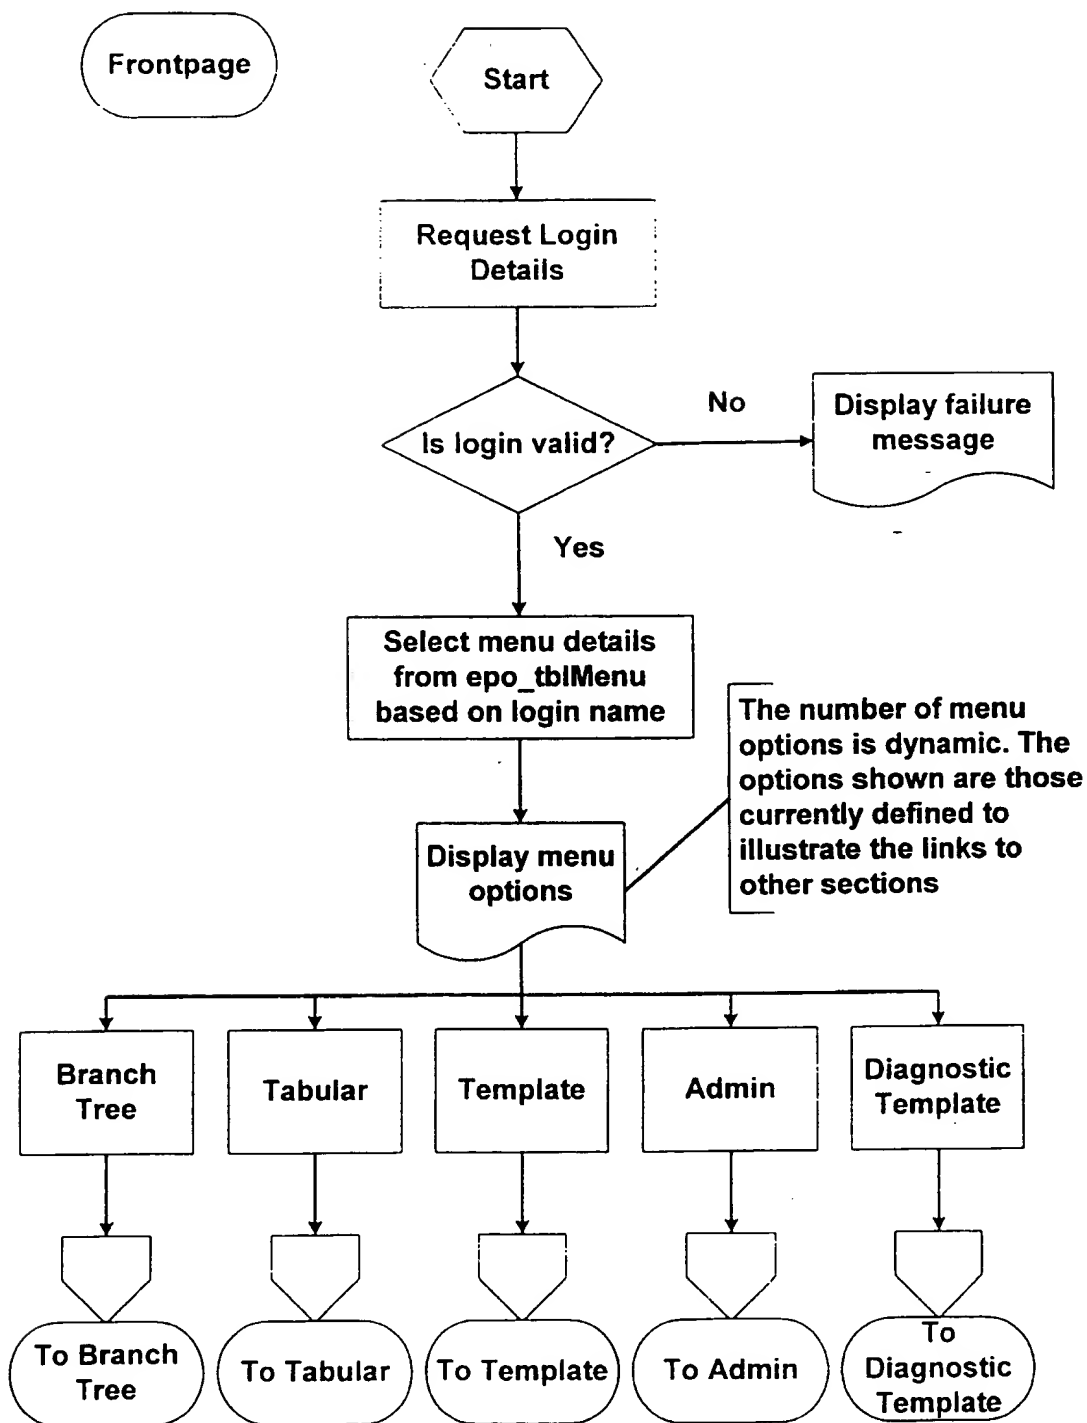 Frontpage
Start
Request Login
Details
Is login valid?
No
Display failure
message
Yes
Select menu details
from epo_tblMenu
based on login name
The number of menu
options is dynamic. The
options shown are those
currently defined to
illustrate the links to
other sections
Display menu
options
Branch
Tree
Tabular
Template
Admin
Diagnostic
Template
To Branch
Tree
To Tabular
To Template
To Admin
To
Diagnostic
Template